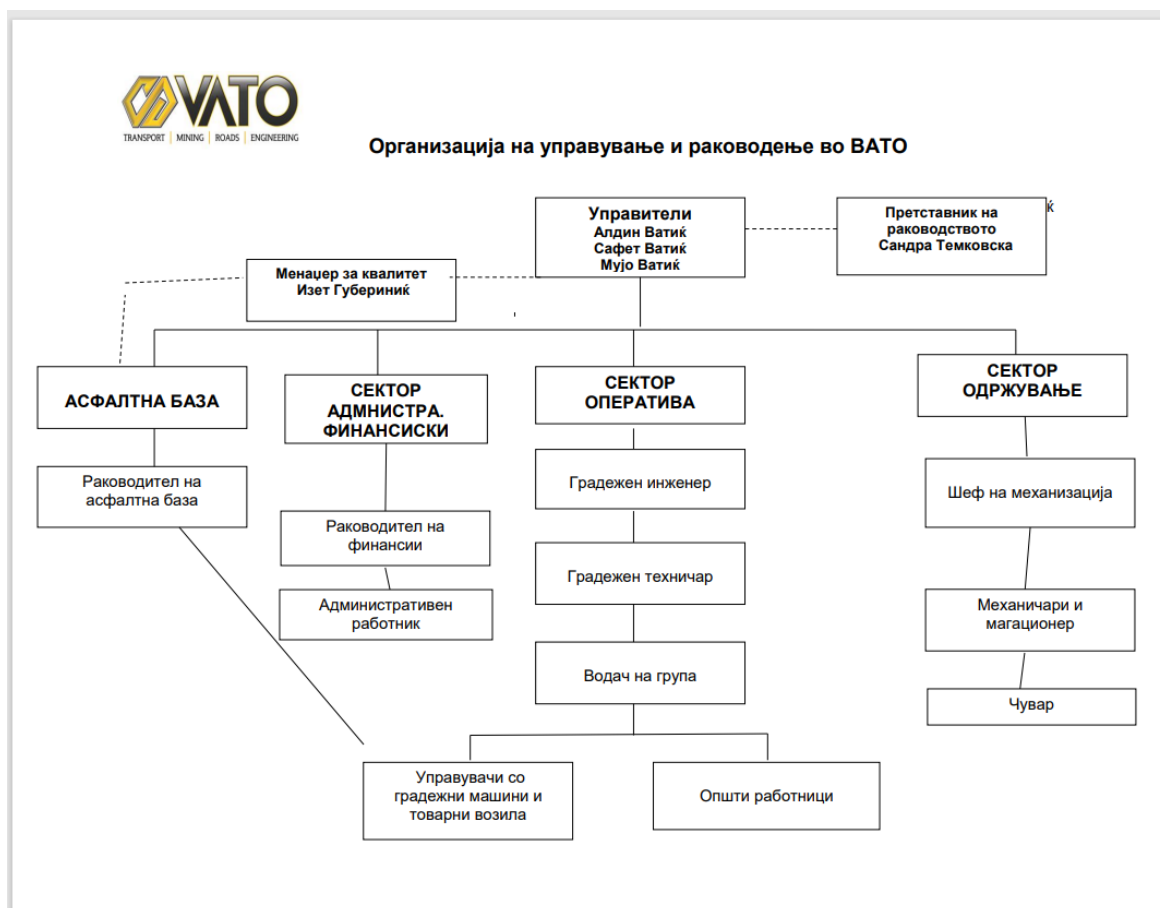 VATO
TRANSPORT | MINING | ROADS | ENGINEERING
Организација на управување и раководење во ВАТО
Управители
Алдин Ватиќ
Сафет Ватиќ
Мујо Ватиќ
Претставник на
раководството
Сандра Темковска
ќ
Менаџер за квалитет
Изет Губериниќ
АСФАЛТНА БАЗА
СЕКТОР
АДМНИСТРА.
ФИНАНСИСКИ
СЕКТОР
ОПЕРАТИВА
СЕКТОР
ОДРЖУВАЊЕ
Раководител на
асфалтна база
Раководител на
финансии
Административен
работник
Градежен инженер
Градежен техничар
Водач на група
Шеф на механизација
Механичари и
магационер
Чувар
Управувачи со
градежни машини и
товарни возила
Општи работници